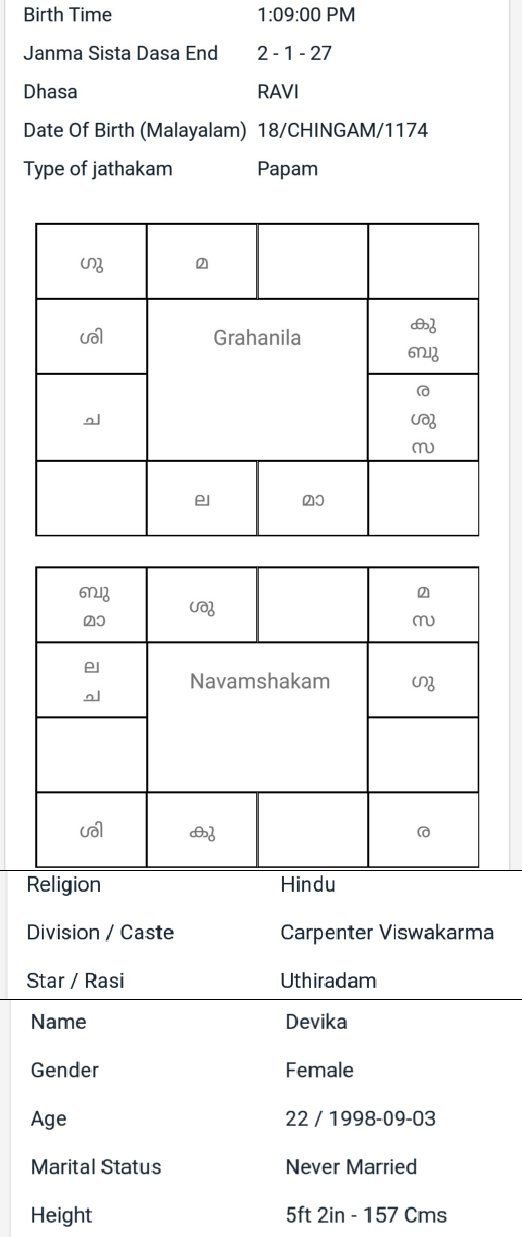 Birth Time 1:09:00 PM
Janma Sista Dasa End 2 - 1 - 27
Dhasa RAVI
Date Of Birth (Malayalam) 18/CHINGAM/1174
Type of jathakam Papam
ഗു മ
ശി Grahanila കു
ബു
ച ര
ശു
സ
ല മാ
ബു ശു മ
മാ സ
ല Navamshakam ഗു
ച
ശി കു ര
Religion Hindu
Division / Caste Carpenter Viswakarma
Star / Rasi Uthiradam
Name Devika
Gender Female
Age 22 / 1998-09-03
Marital Status Never Married
Height 5ft 2in - 157 Cms